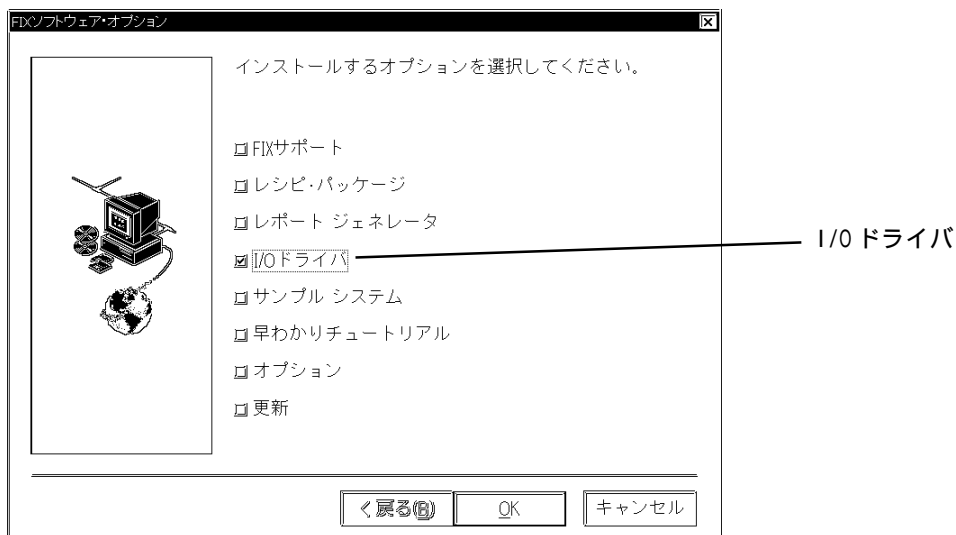 FIXソフトウェア・オプション
インストールするオプションを選択してください。
FIXサポート
レシピ・パッケージ
レポート ジェネレータ
I/Oドライバ
I/O ドライバ
サンプル システム
早わかりチュートリアル
オプション
更新
<戻る(B)
OK
キャンセル